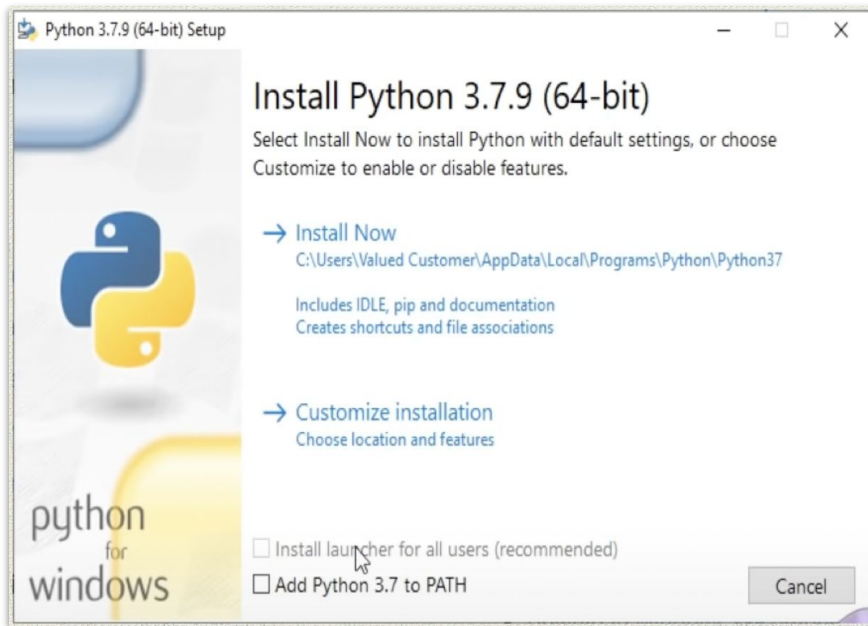 Python 3.7.9 (64-bit) Setup
Install Python 3.7.9 (64-bit)
Select Install Now to install Python with default settings, or choose
Customize to enable or disable features.
Install Now
C:\Users\Valued Customer\AppData\Local\Programs\Python\Python37
Includes IDLE, pip and documentation
Creates shortcuts and file associations
Customize installation
Choose location and features
python
for
windows
Install launcher for all users (recommended)
Add Python 3.7 to PATH
Cancel